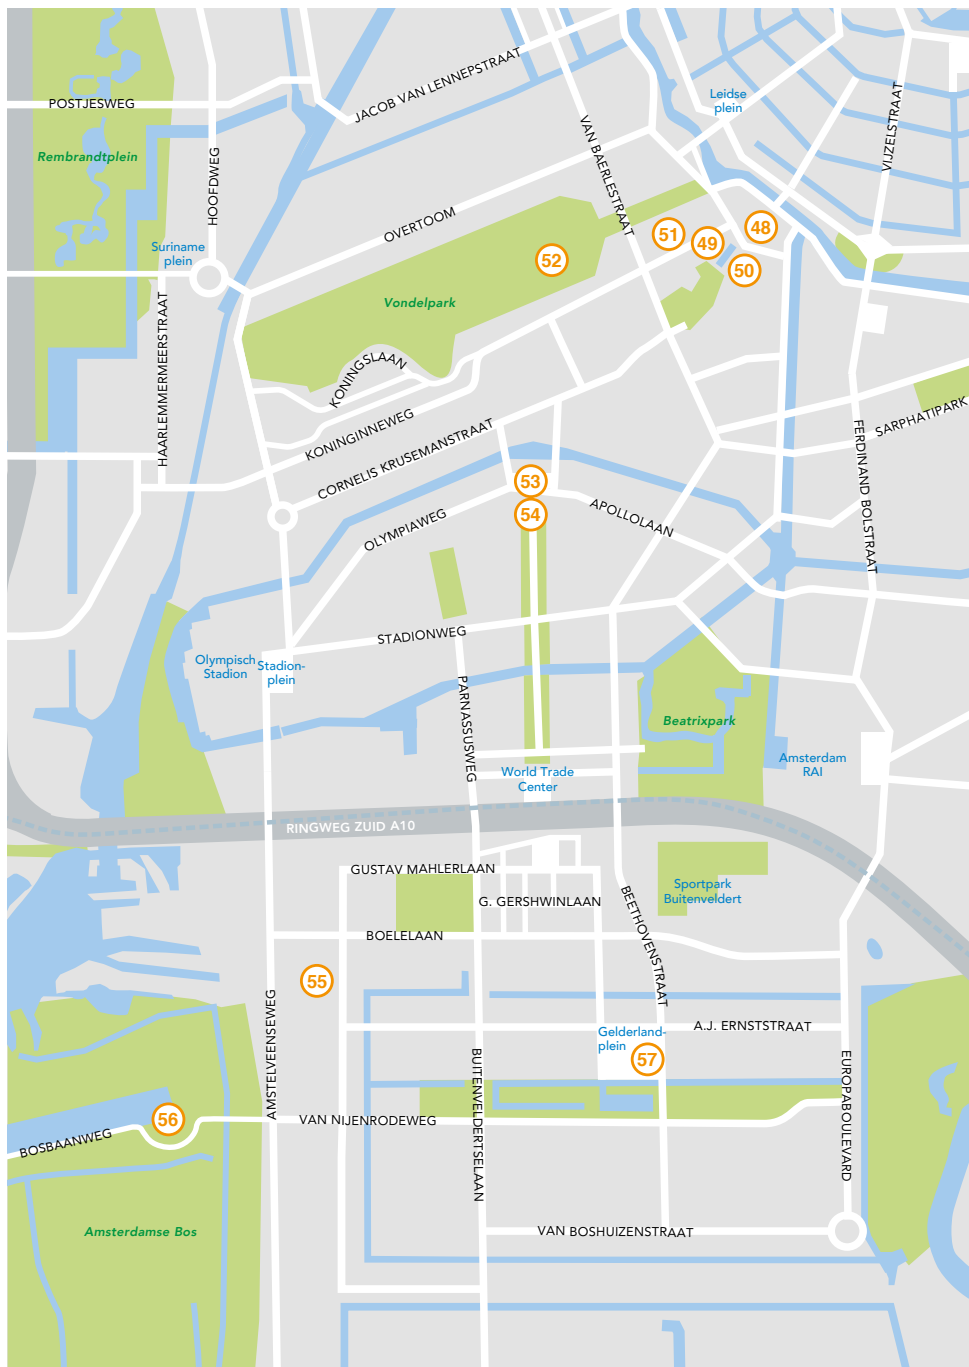 JACOB VAN LENNEPSTRAAT
POSTJESWEG
Leidse
plein
VAN BAERLESTRAAT
VIJZELSTRAAT
Rembrandtplein
HOOFDWEG
OVERTOOM
Suriname
plein
51
49
48
50
52
Vondelpark
HAARLEMMERMEERSTRAAT
KONINGSLAAN
KONINGINNEWEG
CORNELIS KRUSEMANSTRAAT
SARPHATIPARK
FERDINAND BOLSTRAAT
53
54
OLYMPIAWEG
APOLLOLAAN
STADIONWEG
Olympisch
Stadion
Stadion-
plein
PARNASSUSWEG
Beatrixpark
World Trade
Center
Amsterdam
RAI
RINGWEG ZUID A10
GUSTAV MAHLERLAAN
G. GERSHWINLAAN
Sportpark
Buitenveldert
BEETHOVENSTRAAT
BOELELAAN
55
AMSTELVEENSEWEG
A.J. ERNSTSTRAAT
Gelderland-
plein
57
BUITENVELDERTSELAAN
EUROPABOULEVARD
56
BOSBAANWEG
VAN NIJENRODEWEG
Amsterdamse Bos
VAN BOSHUIZENSTRAAT